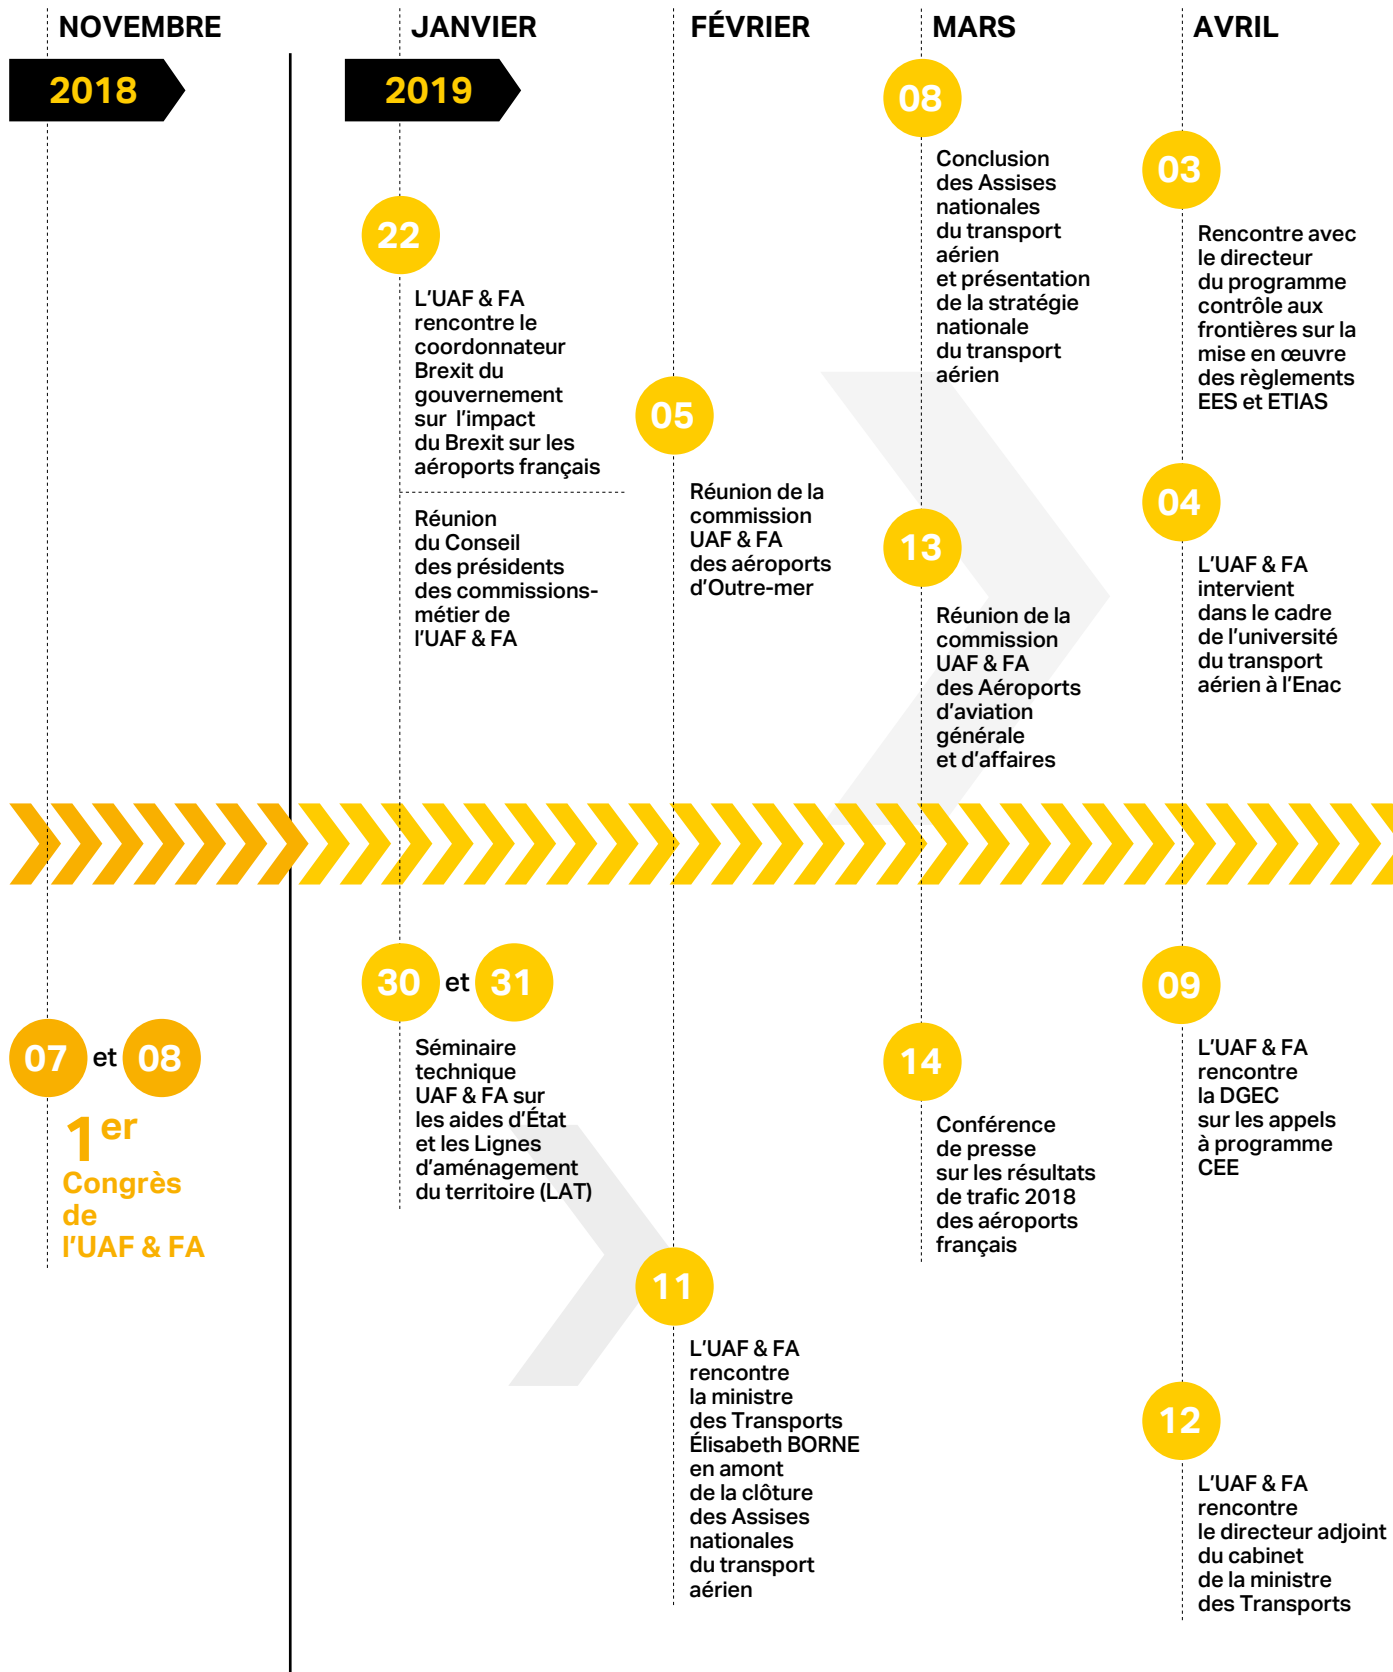 NOVEMBRE
2018
07 et 08
1er
Congrès
de
l'UAF & FA
JANVIER
2019
22
L'UAF & FA
rencontre le
coordonnateur
Brexit du
gouvernement
sur l'impact
du Brexit sur les
aéroports français
Réunion
du Conseil
des présidents
des commissions-
métier de
l'UAF & FA
30 et 31
Séminaire
technique
UAF & FA sur
les aides d'État
et les Lignes
d'aménagement
du territoire (LAT)
FÉVRIER
05
Réunion de la
commission
UAF & FA
des aéroports
d'Outre-mer
11
L'UAF & FA
rencontre
la ministre
des Transports
Élisabeth BORNE
en amont
de la clôture
des Assises
nationales
du transport
aérien
MARS
08
Conclusion
des Assises
nationales
du transport
aérien
et présentation
de la stratégie
nationale
du transport
aérien
13
Réunion de la
commission
UAF & FA
des Aéroports
d'aviation
générale
et d'affaires
14
Conférence
de presse
sur les résultats
de trafic 2018
des aéroports
français
AVRIL
03
Rencontre avec
le directeur
du programme
contrôle aux
frontières sur la
mise en œuvre
des règlements
EES et ETIAS
04
L'UAF & FA
intervient
dans le cadre
de l'université
du transport
aérien à l'Enac
09
L'UAF & FA
rencontre
la DGEC
sur les appels
à programme
CEE
12
L'UAF & FA
rencontre
le directeur adjoint
du cabinet
de la ministre
des Transports